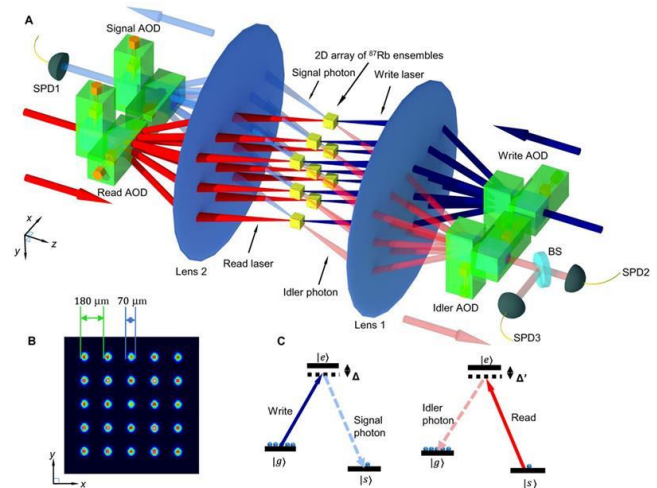 A
Signal AOD
SPD1
2D array of ⁸⁷Rb ensembles
Signal photon
Write laser
Write AOD
Read AOD
x
y
z
Lens 2
Read laser
Idler photon
Lens 1
Idler AOD
BS
SPD2
SPD3
B
180 μm
70 μm
y
x
C
|e⟩
Δ
Write
Signal
photon
|g⟩
|s⟩
|e⟩
Δ'
Idler
photon
Read
|g⟩
|s⟩